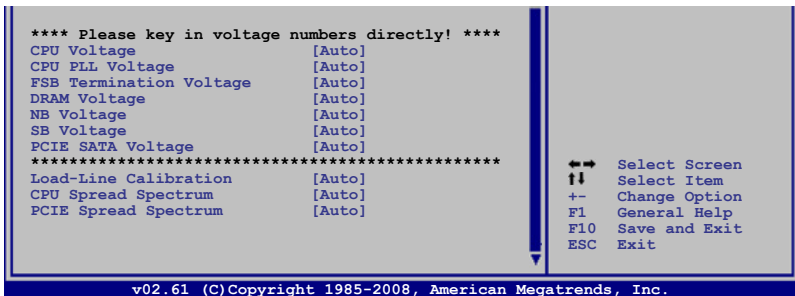 **** Please key in voltage numbers directly! ****
CPU Voltage [Auto]
CPU PLL Voltage [Auto]
FSB Termination Voltage [Auto]
DRAM Voltage [Auto]
NB Voltage [Auto]
SB Voltage [Auto]
PCIE SATA Voltage [Auto]
*************************************************
Load-Line Calibration [Auto]
CPU Spread Spectrum [Auto]
PCIE Spread Spectrum [Auto]
←→ Select Screen
↑↓ Select Item
+- Change Option
F1 General Help
F10 Save and Exit
ESC Exit
v02.61 (C)Copyright 1985-2008, American Megatrends, Inc.